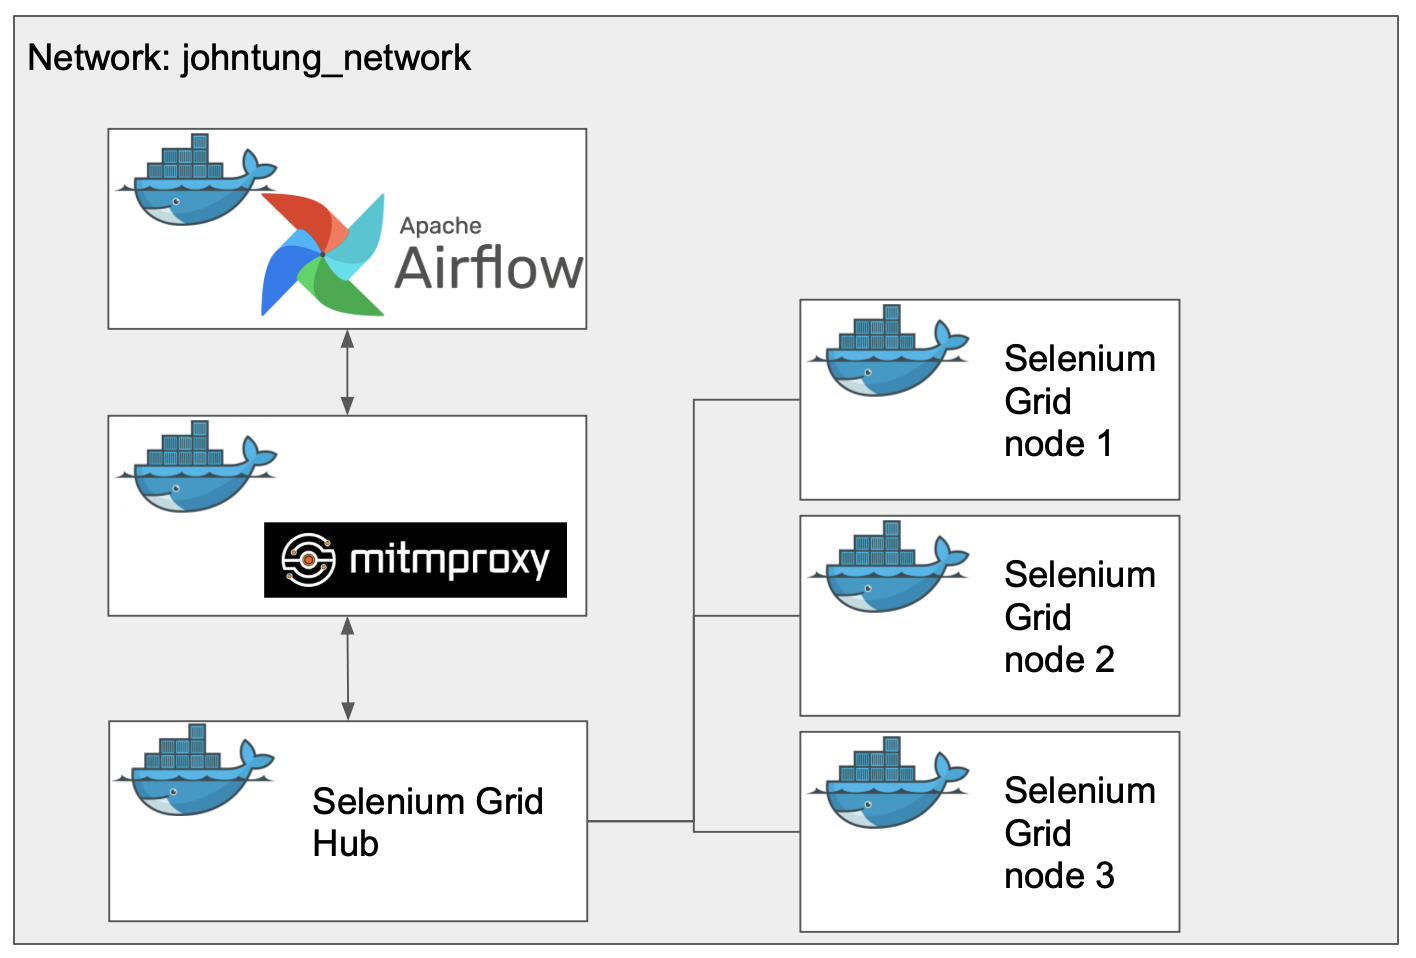 Network: johntung_network
Apache
Airflow
mitmproxy
Selenium Grid
Hub
Selenium
Grid
node 1
Selenium
Grid
node 2
Selenium
Grid
node 3